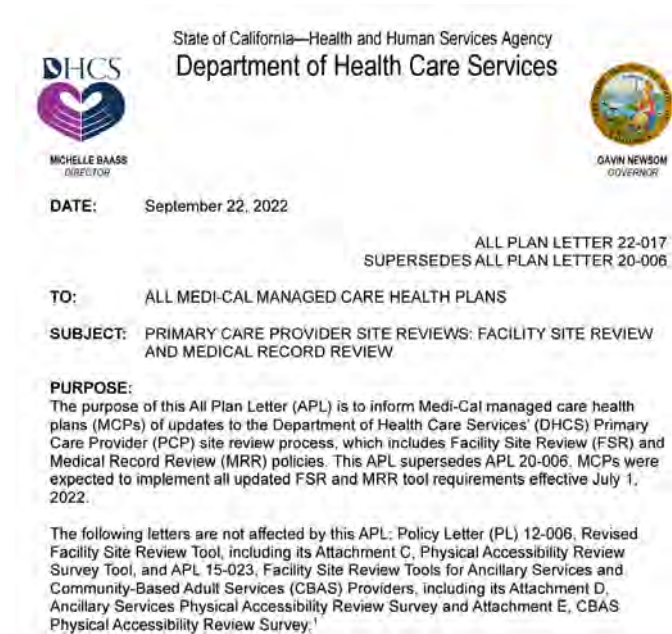 State of California—Health and Human Services Agency
DHCS
Department of Health Care Services
MICHELLE BAASS
DIRECTOR
GAVIN NEWSOM
GOVERNOR
DATE: September 22, 2022
ALL PLAN LETTER 22-017
SUPERSEDES ALL PLAN LETTER 20-006
TO: ALL MEDI-CAL MANAGED CARE HEALTH PLANS
SUBJECT: PRIMARY CARE PROVIDER SITE REVIEWS: FACILITY SITE REVIEW
AND MEDICAL RECORD REVIEW
PURPOSE:
The purpose of this All Plan Letter (APL) is to inform Medi-Cal managed care health
plans (MCPs) of updates to the Department of Health Care Services' (DHCS) Primary
Care Provider (PCP) site review process, which includes Facility Site Review (FSR) and
Medical Record Review (MRR) policies. This APL supersedes APL 20-006. MCPs were
expected to implement all updated FSR and MRR tool requirements effective July 1,
2022.
The following letters are not affected by this APL: Policy Letter (PL) 12-006, Revised
Facility Site Review Tool, including its Attachment C, Physical Accessibility Review
Survey Tool, and APL 15-023, Facility Site Review Tools for Ancillary Services and
Community-Based Adult Services (CBAS) Providers, including its Attachment D,
Ancillary Services Physical Accessibility Review Survey and Attachment E, CBAS
Physical Accessibility Review Survey.¹